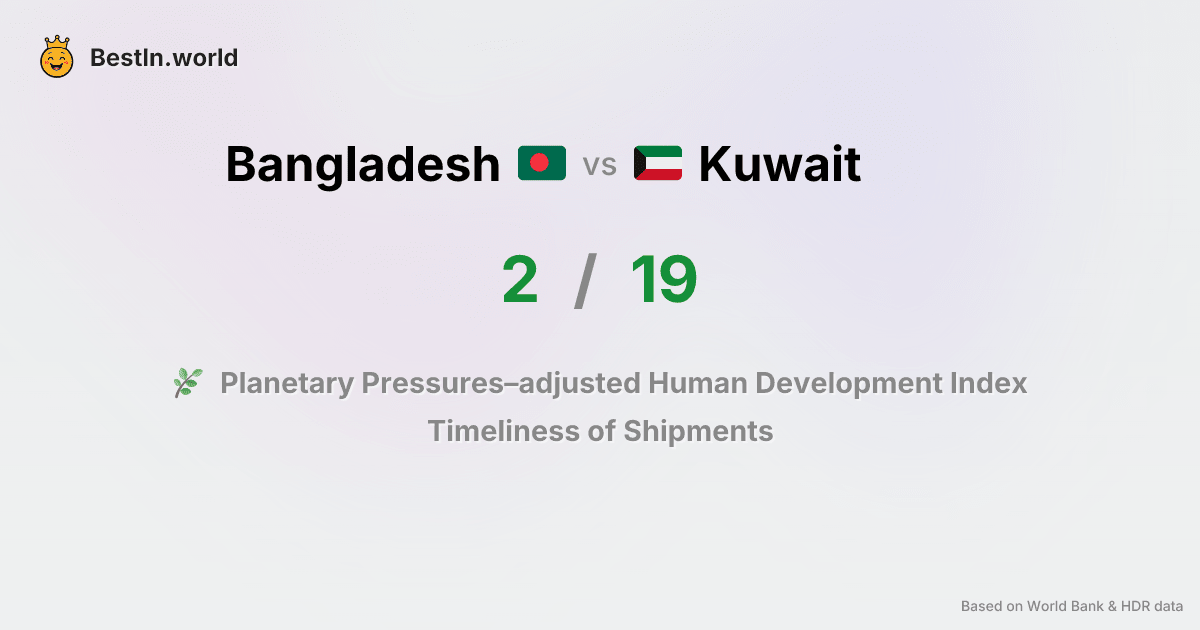 BestIn.world
Bangladesh vs Kuwait
2 / 19
Planetary Pressures–adjusted Human Development Index
Timeliness of Shipments
Based on World Bank & HDR data